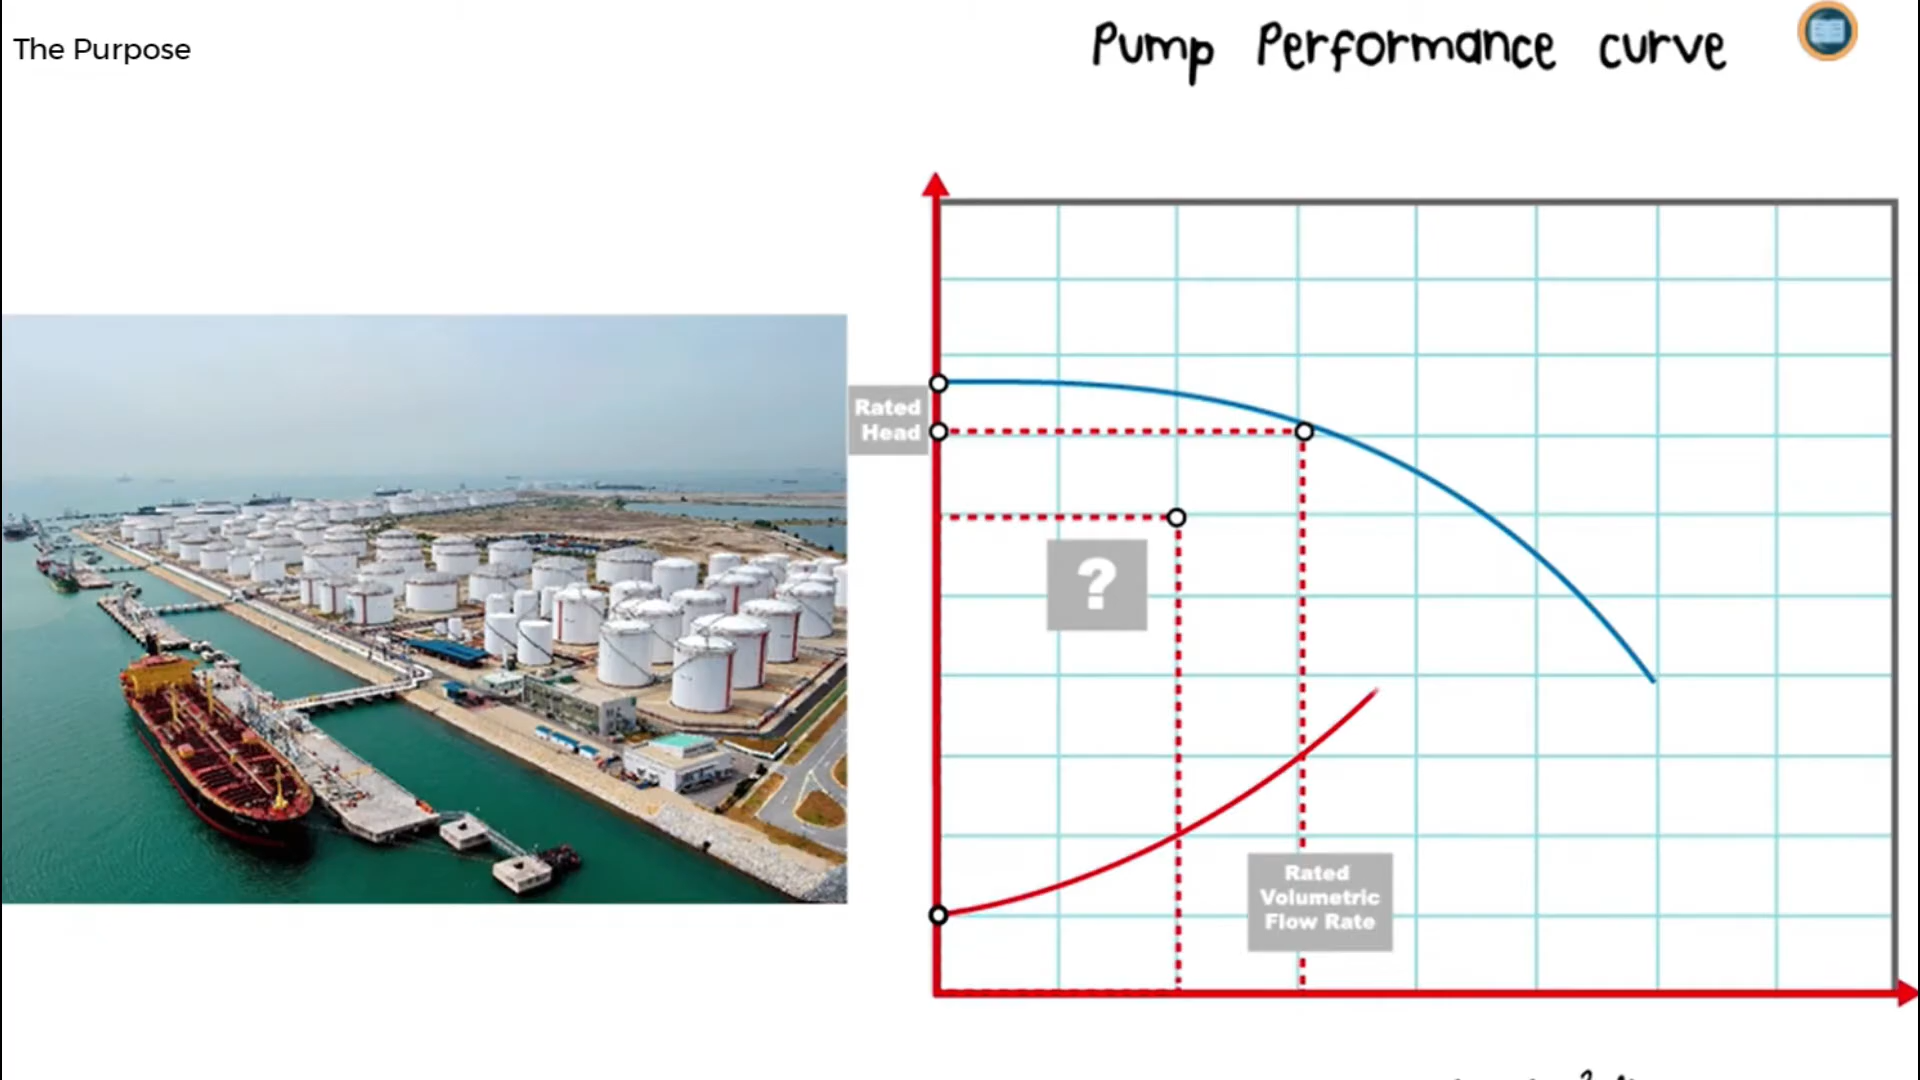 The Purpose
Pump Performance curve
Rated
Head
?
Rated
Volumetric
Flow Rate